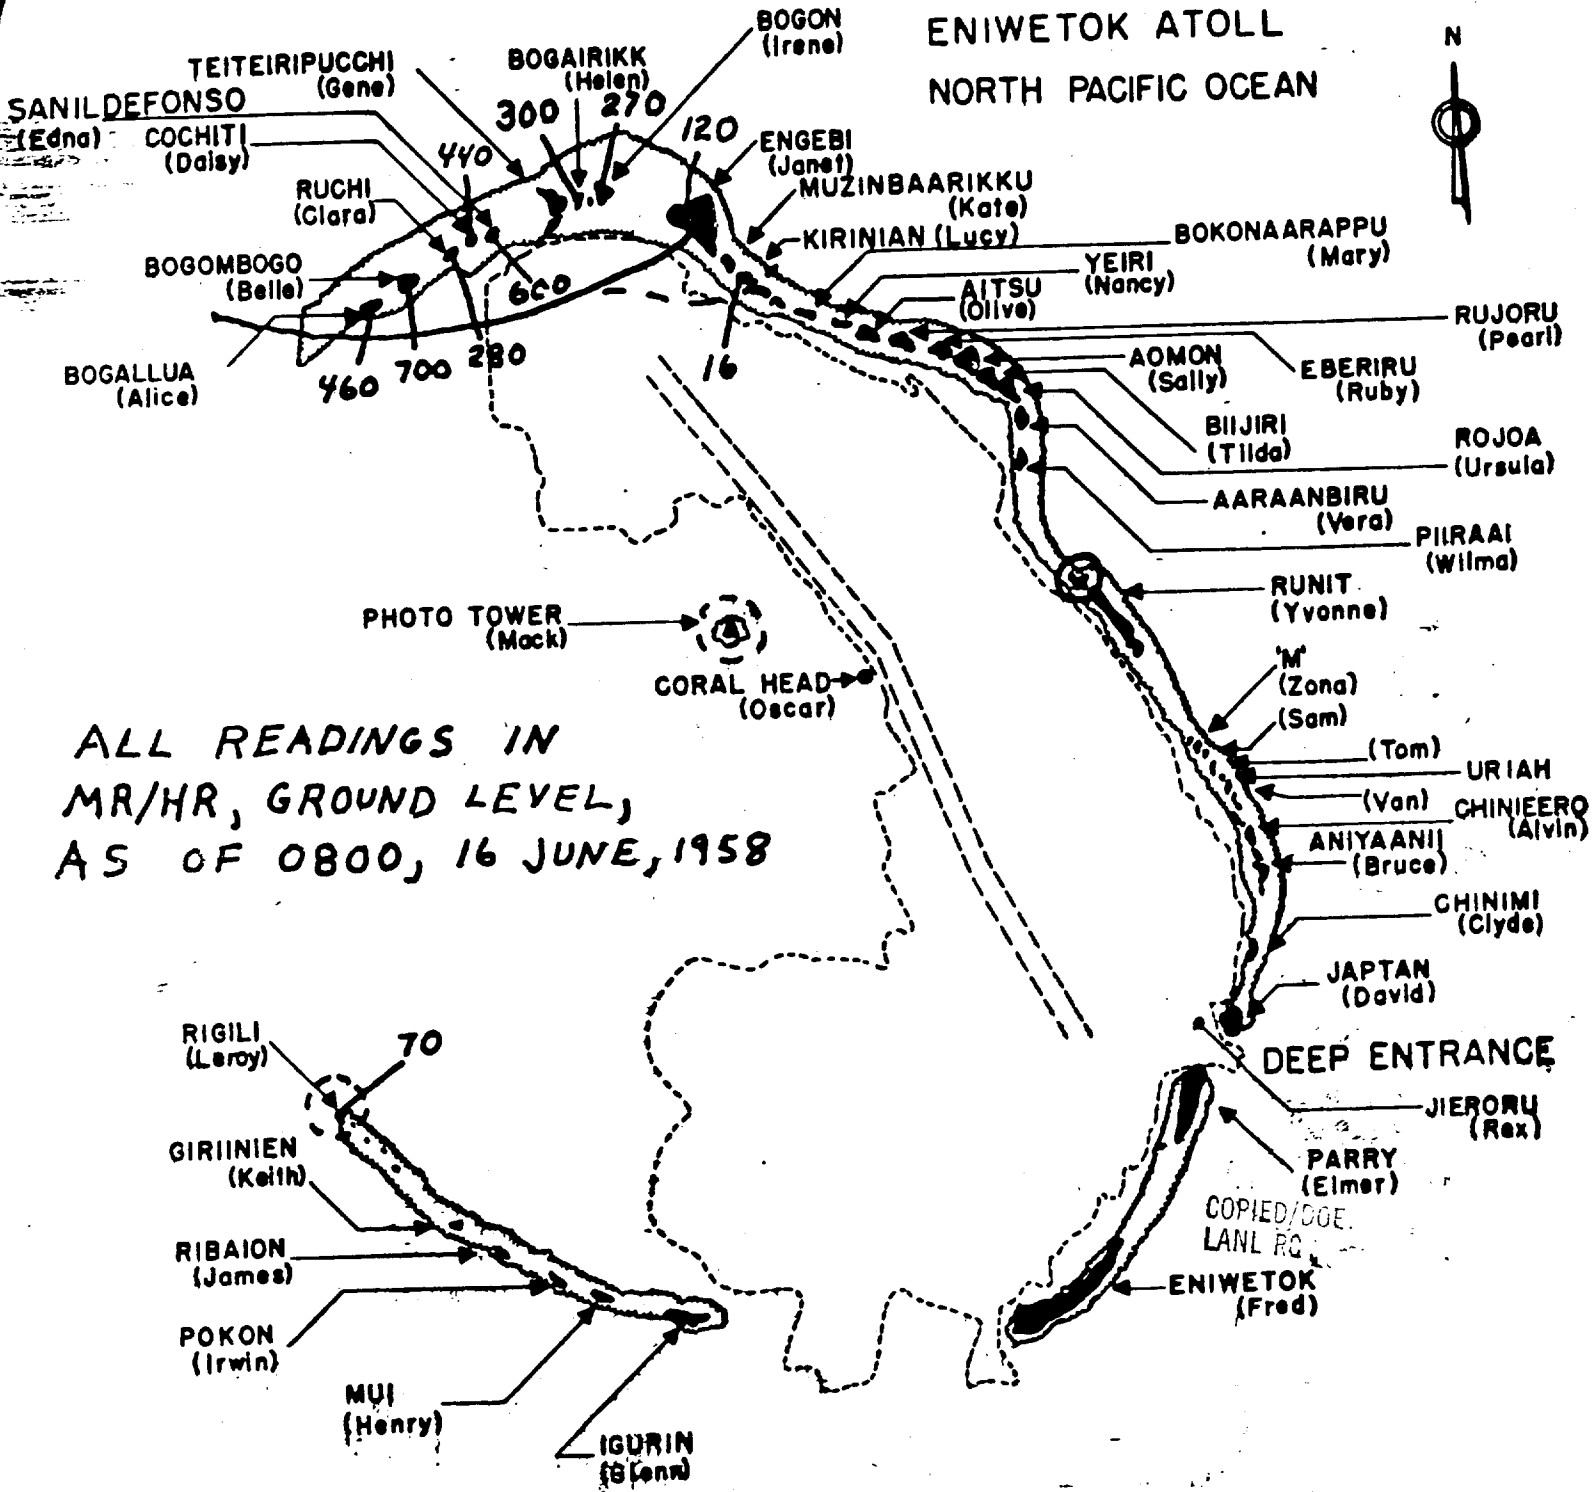 ENIWETOK ATOLL
NORTH PACIFIC OCEAN
N
BOGON
(Irene)
BOGAIRIKK
(Helen)
TEITEIRIPUCCHI
(Gene)
SANILDEFONSO
(Edna)
COCHITI
(Daisy)
RUCHI
(Clara)
BOGOMBOGO
(Belle)
BOGALLUA
(Alice)
300
270
120
440
600
460
700
280
16
ENGEBI
(Janet)
MUZINBAARIKKU
(Kate)
KIRINIAN (Lucy)
BOKONAARAPPU
(Mary)
YEIRI
(Nancy)
AITSU
(Olive)
RUJORU
(Pearl)
EBERIRU
(Ruby)
AOMON
(Sally)
BIIJIRI
(Tilda)
ROJOA
(Ursula)
AARAANBIRU
(Vera)
PIIRAAI
(Wilma)
RUNIT
(Yvonne)
PHOTO TOWER
(Mack)
CORAL HEAD
(Oscar)
'M'
(Zona)
(Sam)
(Tom)
URIAH
(Van)
CHINIEERO
(Alvin)
ANIYAANII
(Bruce)
CHINIMI
(Clyde)
JAPTAN
(David)
DEEP ENTRANCE
JIERORU
(Rex)
PARRY
(Elmer)
COPIED/DOE
LANL RC
ENIWETOK
(Fred)
ALL READINGS IN
MR/HR, GROUND LEVEL,
AS OF 0800, 16 JUNE, 1958
RIGILI
(Leroy)
70
GIRIINIEN
(Keith)
RIBAION
(James)
POKON
(Irwin)
MUI
(Henry)
IGURIN
(Glenn)